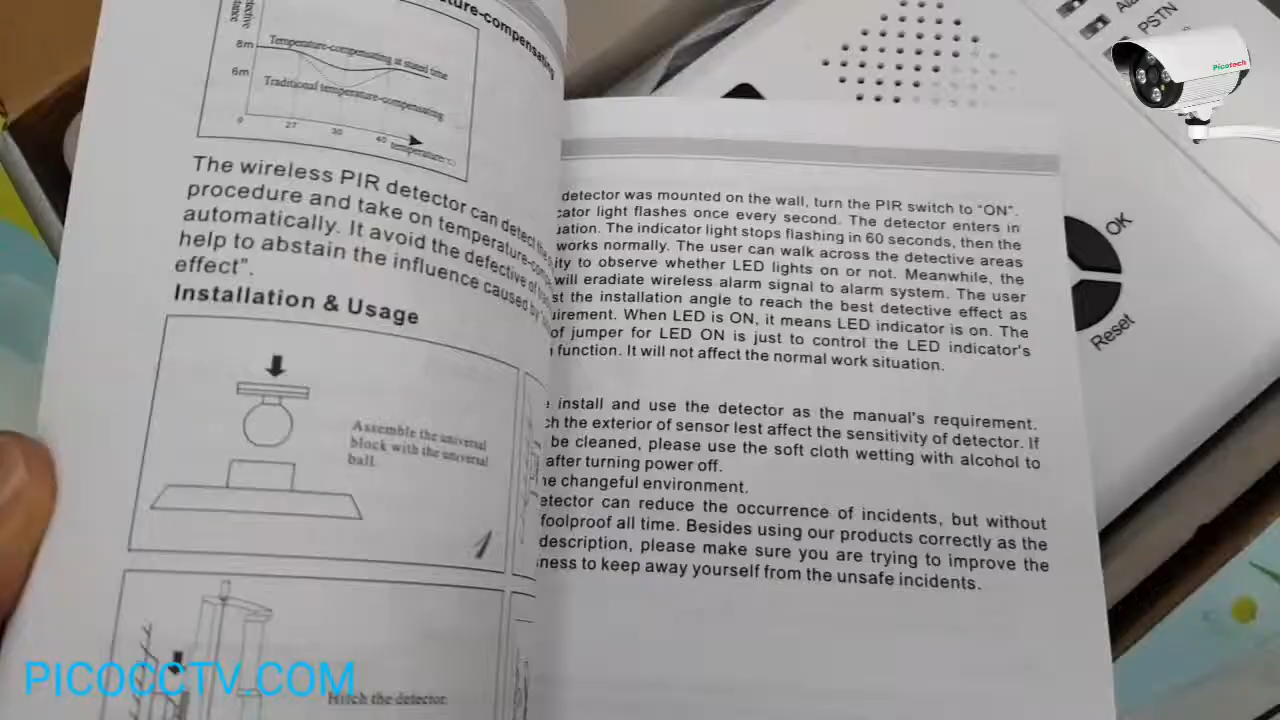 ture-compensating
8m
6m
Temperature-compensating at stated time
Traditional temperature-compensating
0
27
30
40
temperature(°C)
The wireless PIR detector can detect the
procedure and take on temperature-com
automatically. It avoid the defective of
help to abstain the influence caused by
effect".
Installation & Usage
Assemble the universal
block with the universal
ball.
Hitch the detector.
detector was mounted on the wall, turn the PIR switch to "ON".
cator light flashes once every second. The detector enters in
uation. The indicator light stops flashing in 60 seconds, then the
works normally. The user can walk across the detective areas
ity to observe whether LED lights on or not. Meanwhile, the
will eradiate wireless alarm signal to alarm system. The user
st the installation angle to reach the best detective effect as
uirement. When LED is ON, it means LED indicator is on. The
of jumper for LED ON is just to control the LED indicator's
function. It will not affect the normal work situation.
install and use the detector as the manual's requirement.
ch the exterior of sensor lest affect the sensitivity of detector. If
be cleaned, please use the soft cloth wetting with alcohol to
after turning power off.
he changeful environment.
etector can reduce the occurrence of incidents, but without
foolproof all time. Besides using our products correctly as the
description, please make sure you are trying to improve the
ness to keep away yourself from the unsafe incidents.
PSTN
OK
Reset
Picotech
PICOCCTV.COM